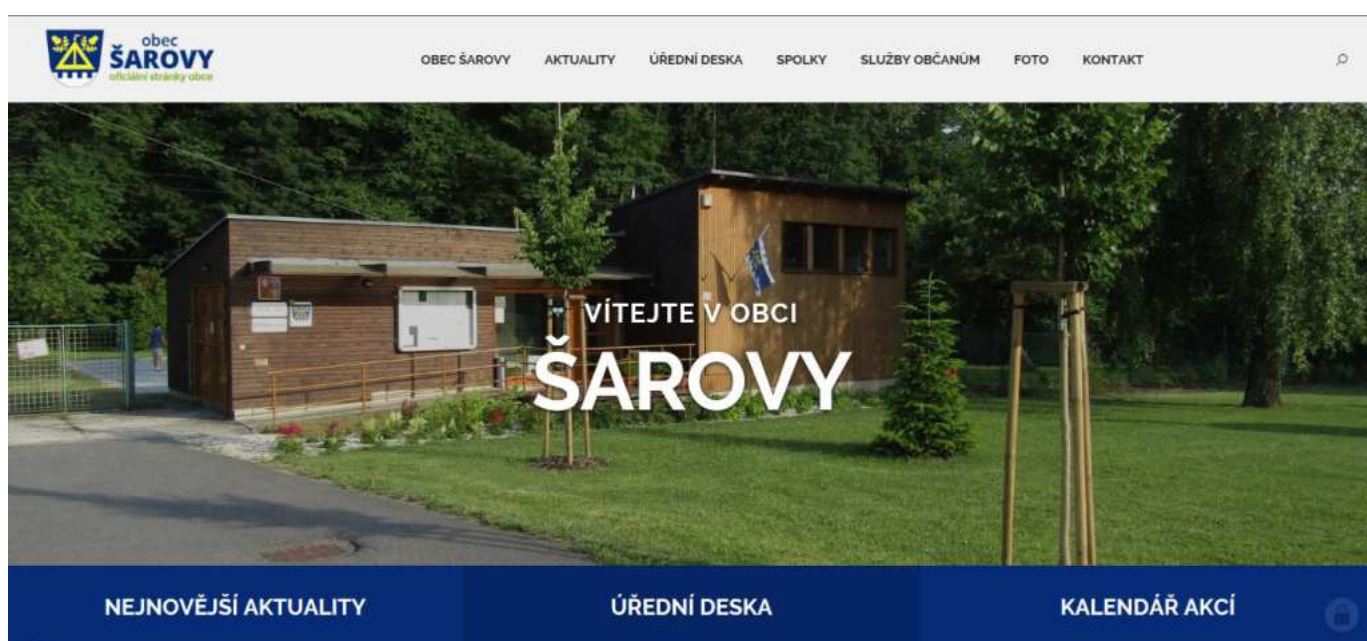 obec
ŠAROVY
oficiální stránky obce
OBEC ŠAROVY AKTUALITY ÚŘEDNÍ DESKA SPOLKY SLUŽBY OBČANŮM FOTO KONTAKT
VÍTEJTE V OBCI
ŠAROVY
NEJNOVĚJŠÍ AKTUALITY ÚŘEDNÍ DESKA KALENDÁŘ AKCÍ